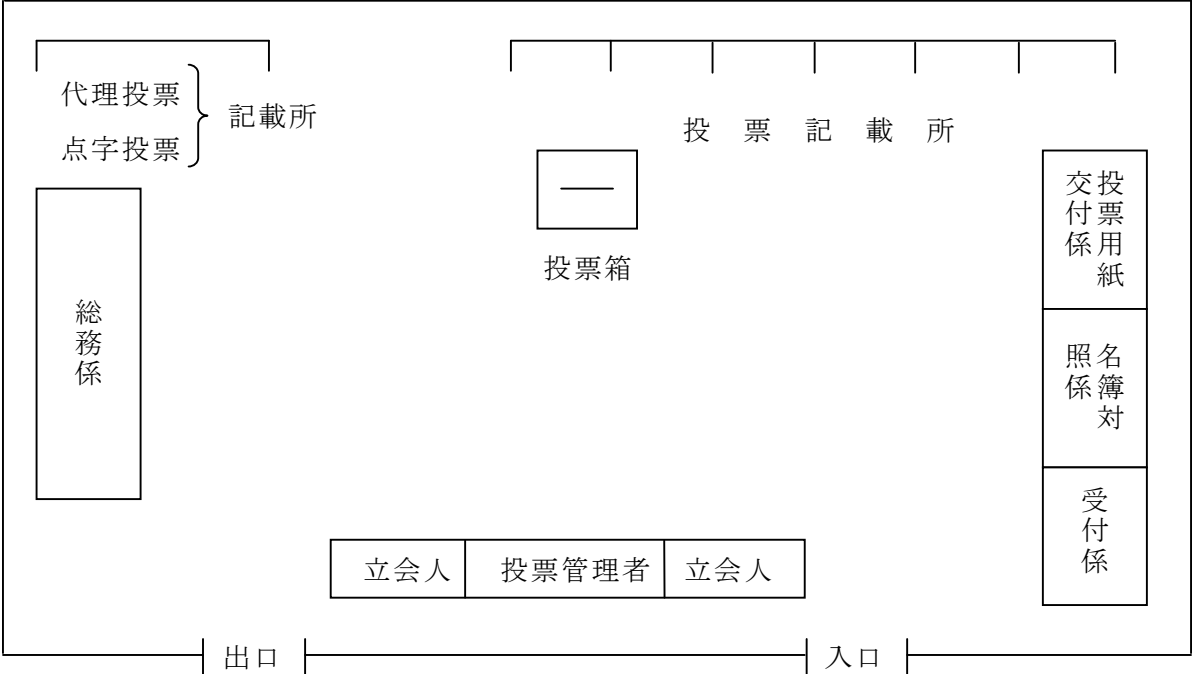 代理投票
点字投票
記載所
投票記載所
投票箱
投票用紙
交付係
名簿対
照係
受付係
総務係
立会人
投票管理者
立会人
出口
入口